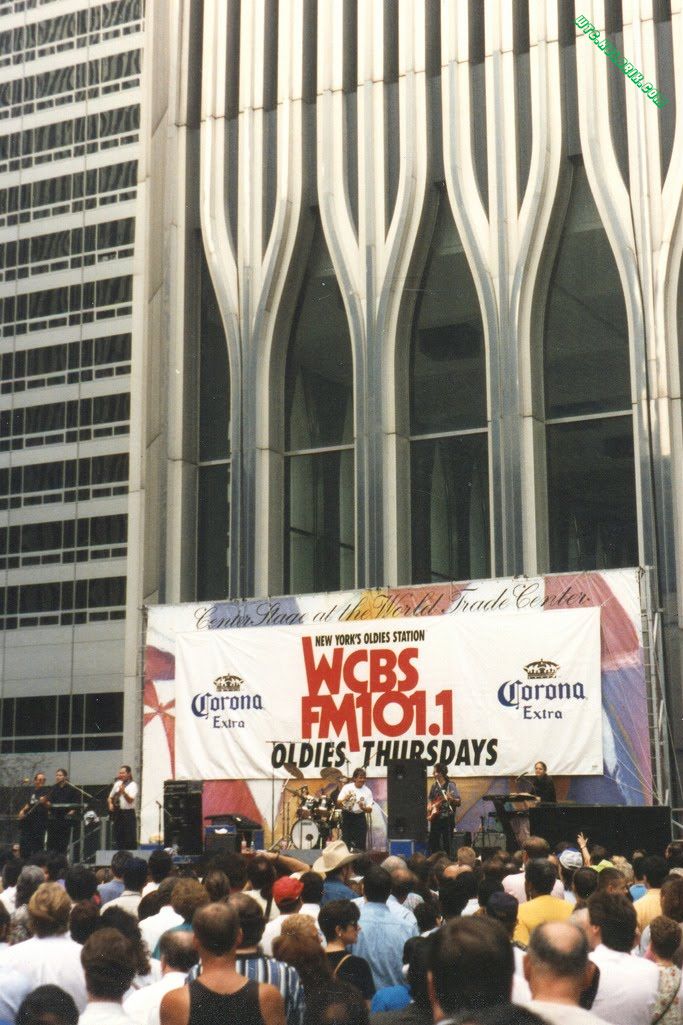 Center Stage at the World Trade Center
NEW YORK'S OLDIES STATION
WCBS
FM101.1
OLDIES THURSDAYS
Corona
Extra
Corona
Extra